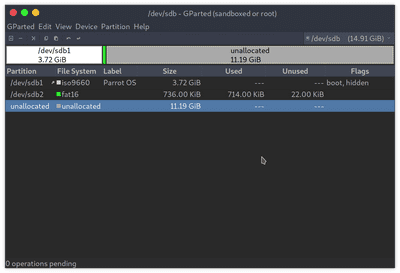 /dev/sdb - GParted (sandboxed or root)
GParted Edit View Device Partition Help
/dev/sdb (14.91 GiB)
/dev/sdb1
3.72 GiB
unallocated
11.19 GiB
Partition File System Label Size Used Unused Flags
/dev/sdb1 iso9660 Parrot OS 3.72 GiB --- --- boot, hidden
/dev/sdb2 fat16 736.00 KiB 714.00 KiB 22.00 KiB
unallocated unallocated 11.19 GiB --- ---
0 operations pending